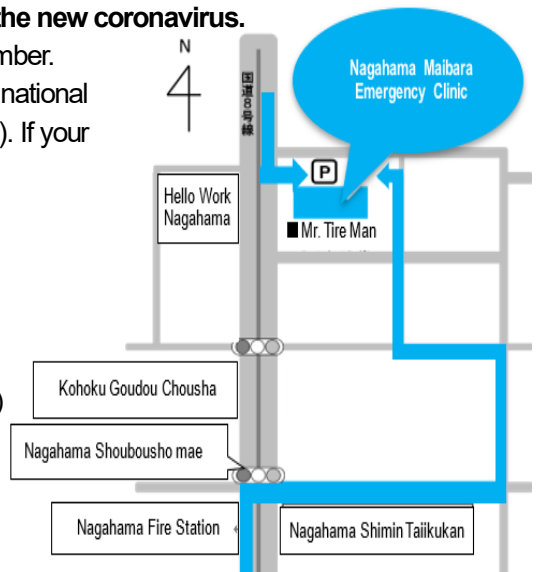 the new coronavirus.
mber.
national
). If your
N
国道8号線
Nagahama Maibara
Emergency Clinic
P
Hello Work
Nagahama
■ Mr. Tire Man
Kohoku Goudou Chousha
)
Nagahama Shoubousho mae
Nagahama Fire Station
Nagahama Shimin Taiikukan